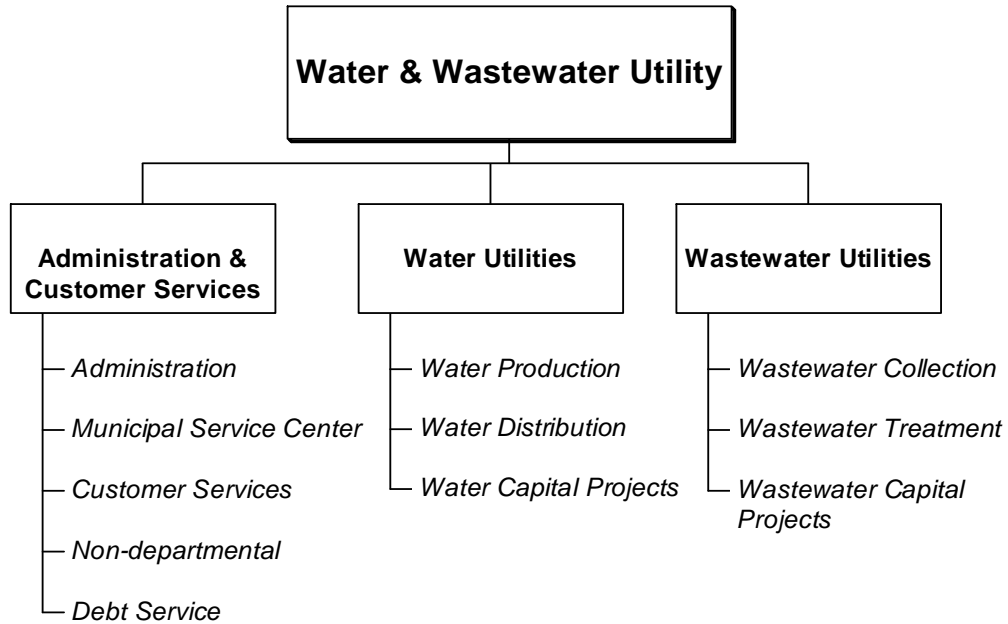 Water & Wastewater Utility
Administration &
Customer Services
Water Utilities
Wastewater Utilities
Administration
Municipal Service Center
Customer Services
Non-departmental
Debt Service
Water Production
Water Distribution
Water Capital Projects
Wastewater Collection
Wastewater Treatment
Wastewater Capital
Projects